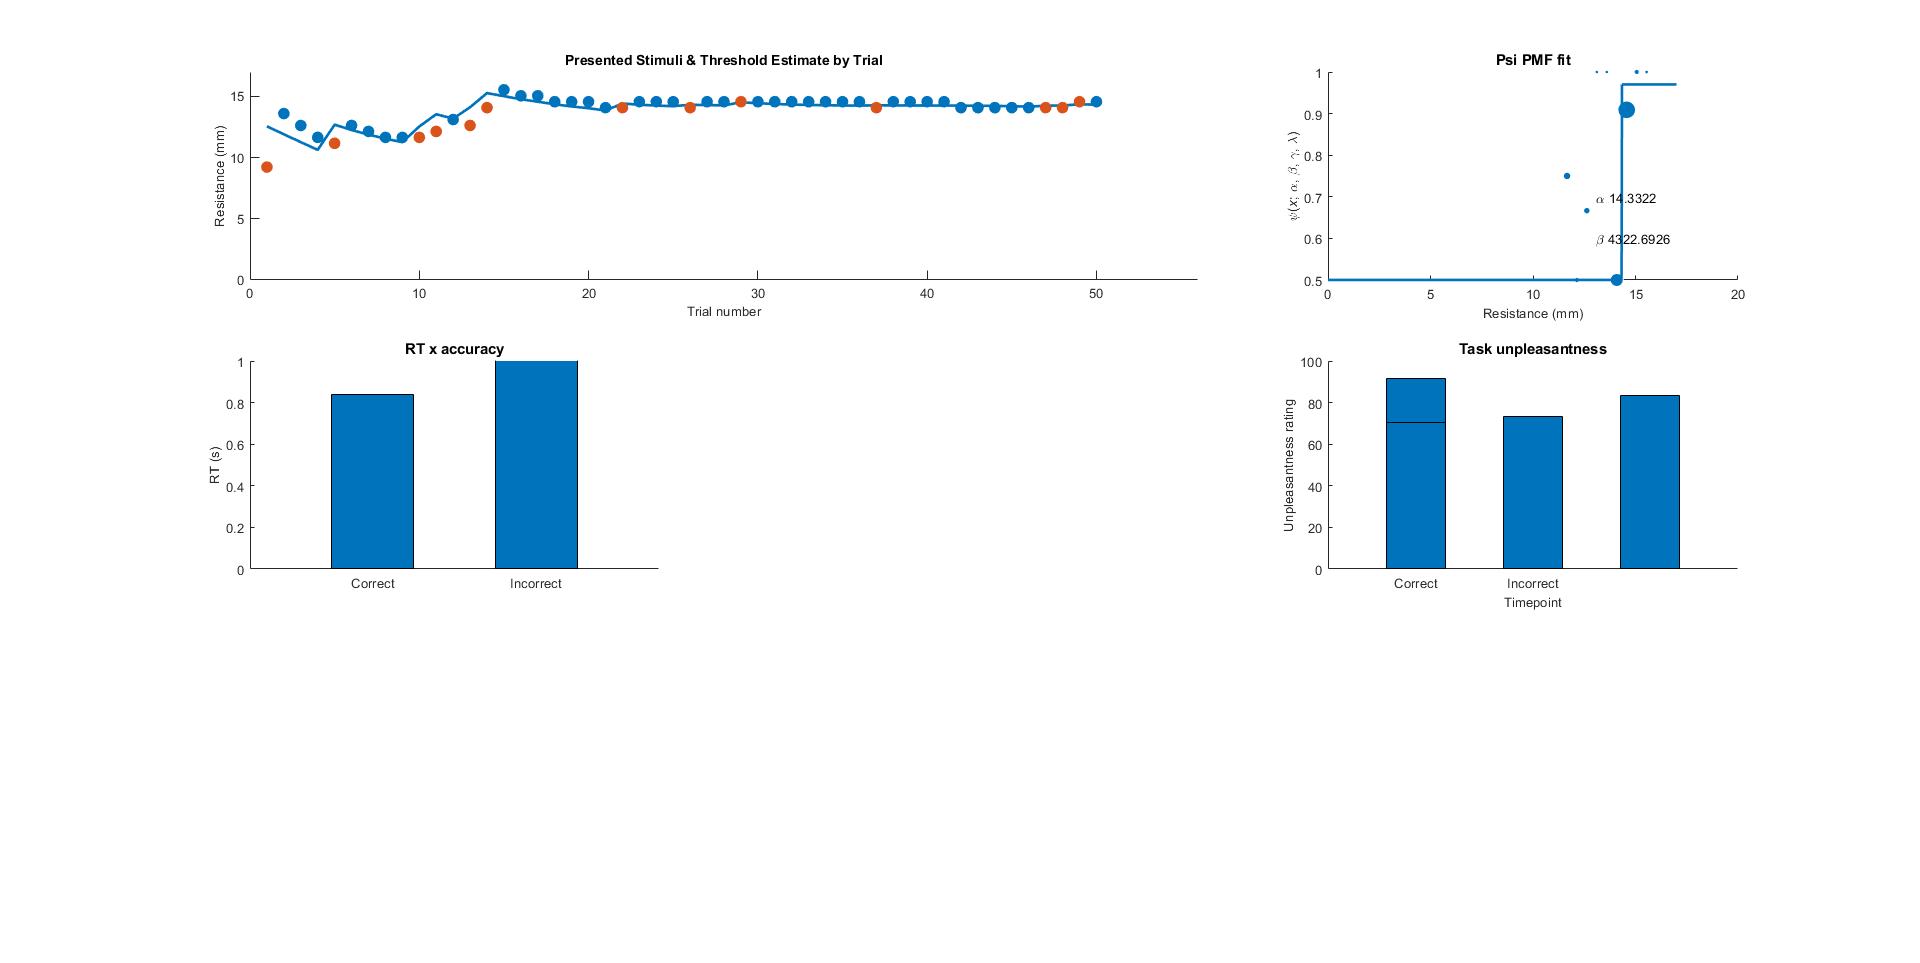 Presented Stimuli & Threshold Estimate by Trial
Resistance (mm)
15
10
5
0
0 10 20 30 40 50
Trial number
Psi PMF fit
ψ(x; α, β, γ, λ)
1
0.9
0.8
0.7
0.6
0.5
α 14.3322
β 4322.6926
0 5 10 15 20
Resistance (mm)
RT x accuracy
RT (s)
1
0.8
0.6
0.4
0.2
0
Correct Incorrect
Task unpleasantness
Unpleasantness rating
100
80
60
40
20
0
Correct Incorrect
Timepoint